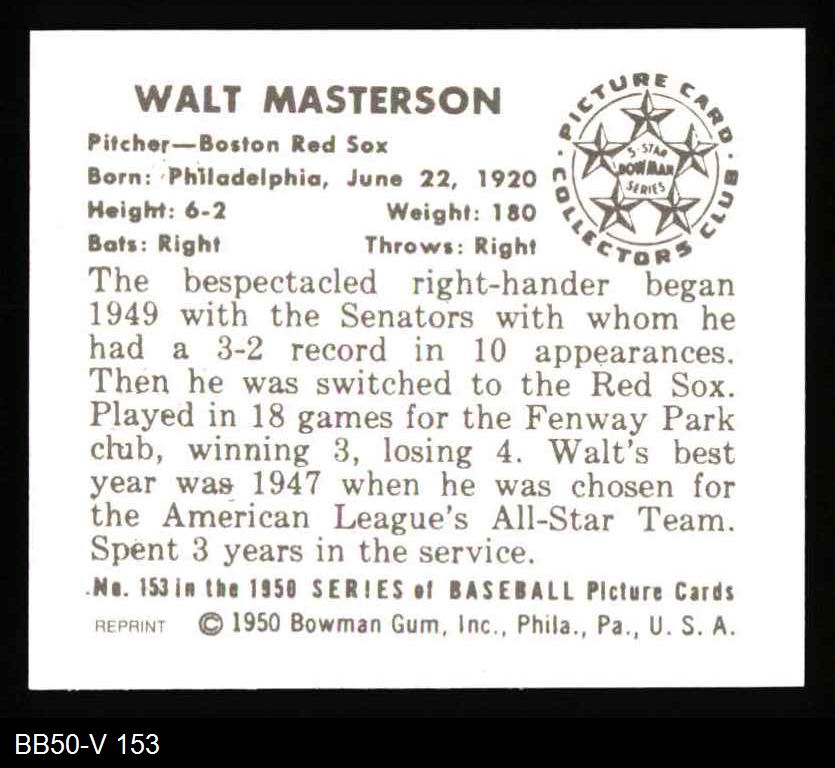 WALT MASTERSON
Pitcher—Boston Red Sox
Born: Philadelphia, June 22, 1920
Height: 6-2 Weight: 180
Bats: Right Throws: Right
· PICTURE CARD ·
COLLECTORS CLUB
5-STAR
BOWMAN
SERIES
The bespectacled right-hander began
1949 with the Senators with whom he
had a 3-2 record in 10 appearances.
Then he was switched to the Red Sox.
Played in 18 games for the Fenway Park
club, winning 3, losing 4. Walt's best
year was 1947 when he was chosen for
the American League's All-Star Team.
Spent 3 years in the service.
No. 153 in the 1950 SERIES of BASEBALL Picture Cards
REPRINT © 1950 Bowman Gum, Inc., Phila., Pa., U. S. A.
BB50-V 153